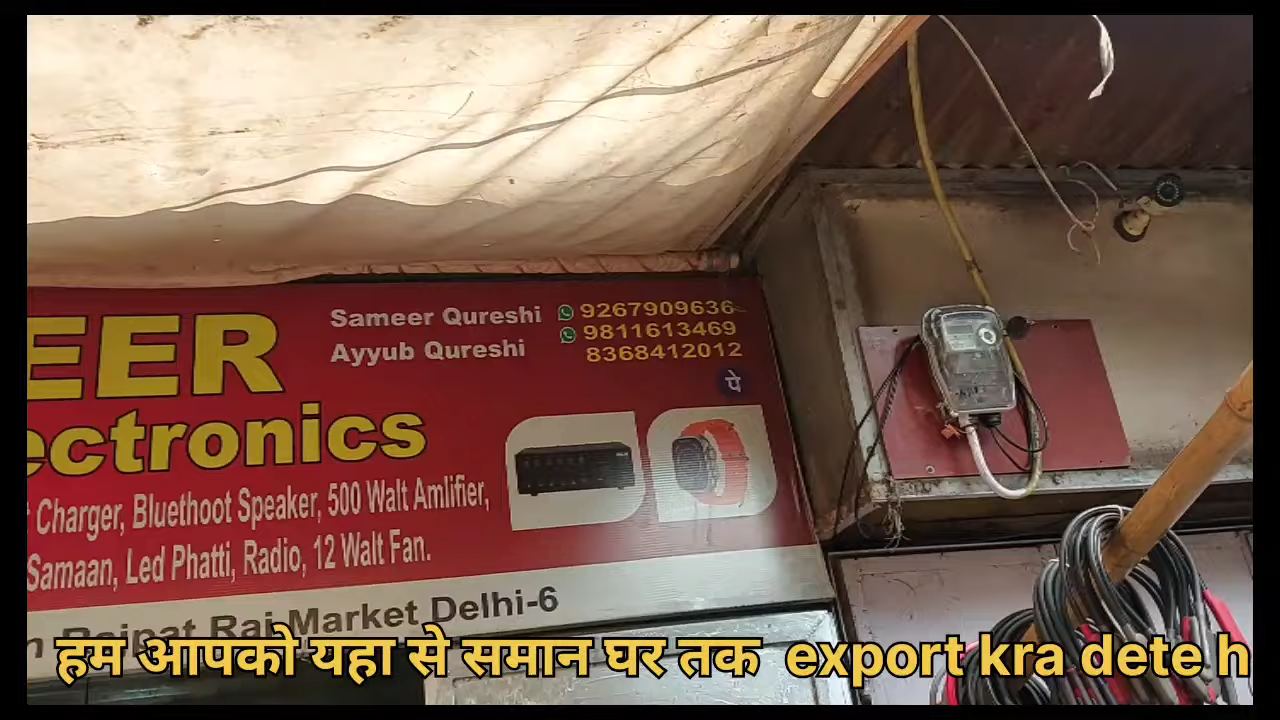 EER
Sameer Qureshi 9267909636
9811613469
Ayyub Qureshi 8368412012
पे
ectronics
Charger, Bluethoot Speaker, 500 Walt Amlifier,
Samaan, Led Phatti, Radio, 12 Walt Fan.
Rajpat Rai Market Delhi-6
हम आपको यहा से समान घर तक export kra dete h